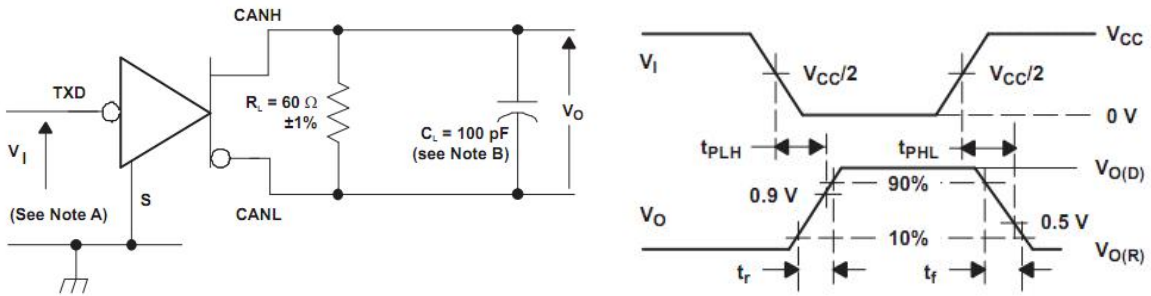 CANH
TXD
R_L = 60 Ω
±1%
C_L = 100 pF
(see Note B)
V_O
V_I
(See Note A)
S
CANL
V_I
V_CC
V_CC/2
V_CC/2
0 V
t_PLH
t_PHL
V_O(D)
90%
0.9 V
0.5 V
V_O
10%
V_O(R)
t_r
t_f